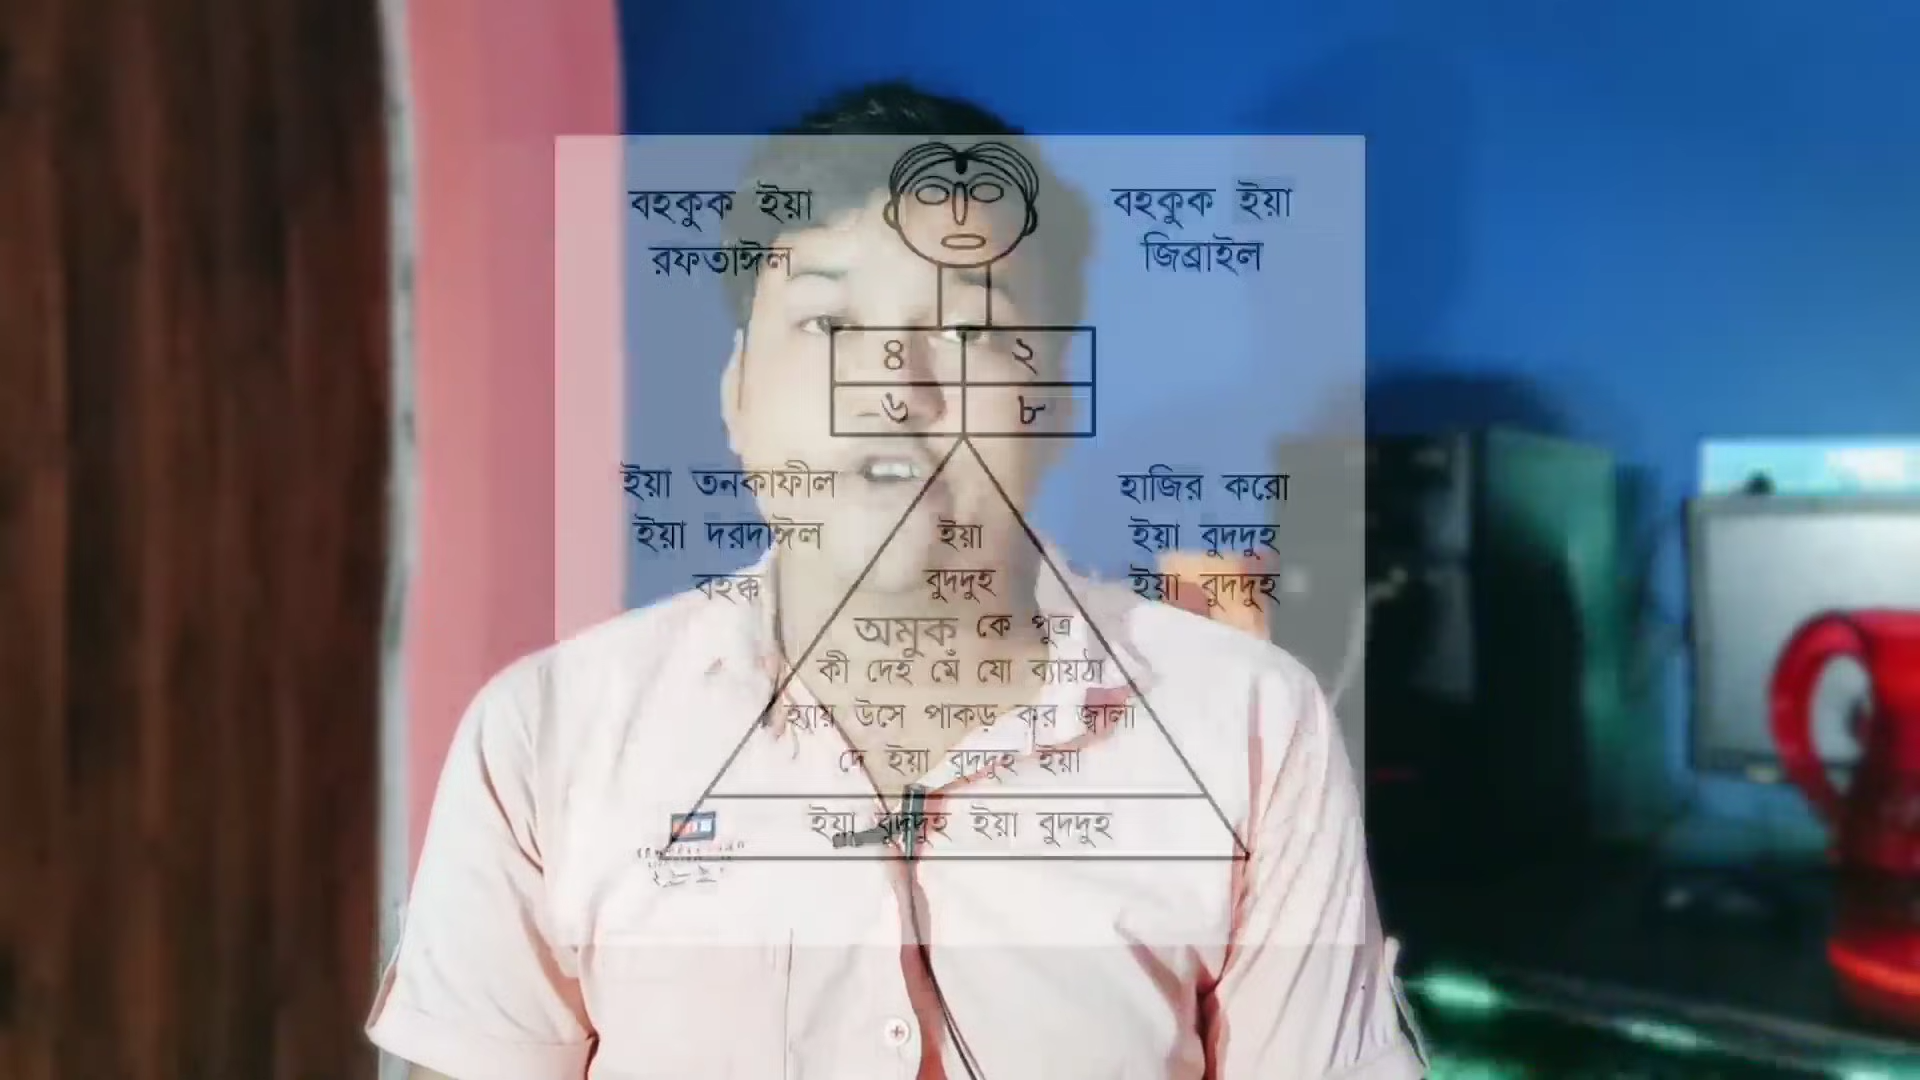 বহকুক ইয়া
রফতাঈল
বহকুক ইয়া
জিব্রাইল
৪ ২
৬ ৮
ইয়া তনকাফীল
ইয়া দরদাঈল
বহক্ক
হাজির করো
ইয়া বুদদুহ
ইয়া বুদদুহ
ইয়া
বুদদুহ
অমুক কে পুত্র
কী দেহ মেঁ যো ব্যায়ঠা
হ্যায় উসে পাকড় কর জ্বালা
দে ইয়া বুদদুহ ইয়া
ইয়া বুদদুহ ইয়া বুদদুহ